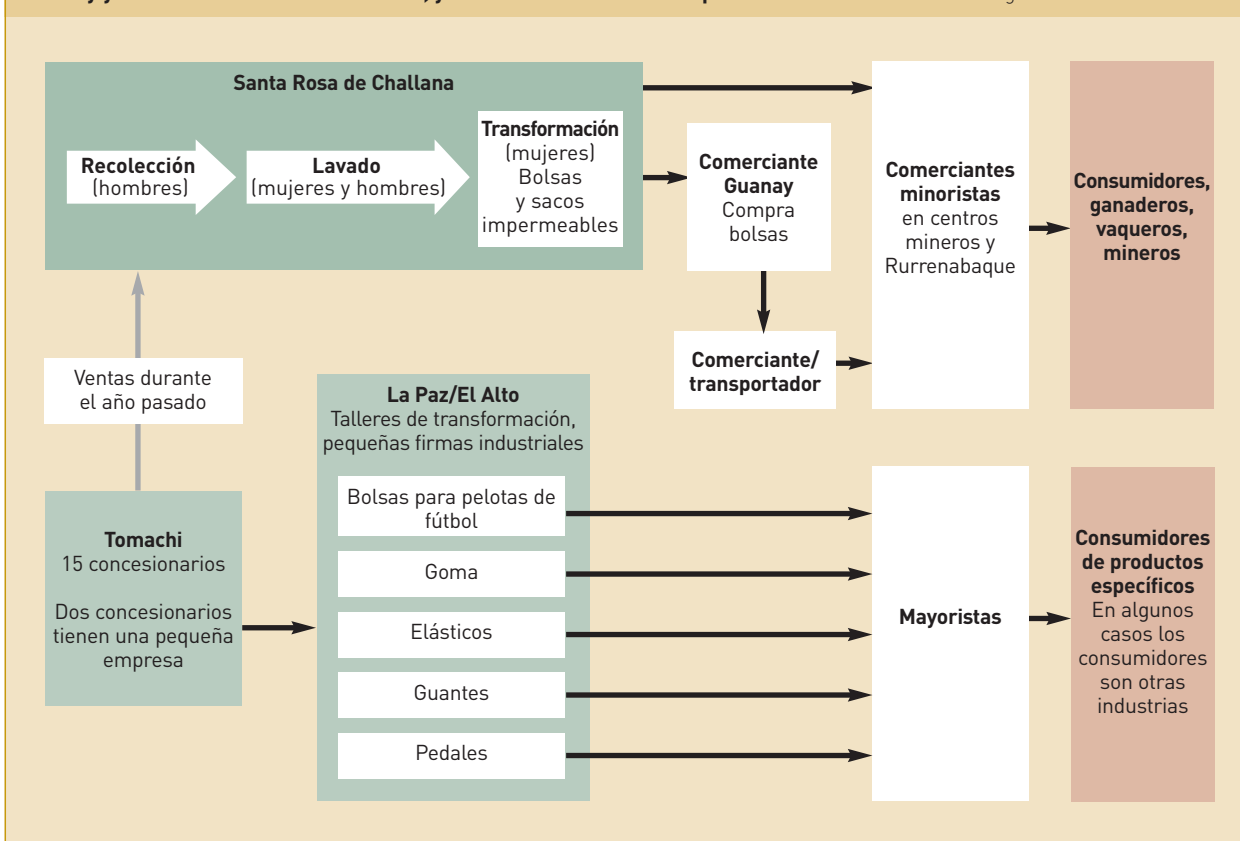 Santa Rosa de Challana
Recolección
(hombres)
Lavado
(mujeres y hombres)
Transformación
(mujeres)
Bolsas
y sacos
impermeables
Comerciante
Guanay
Compra
bolsas
Comerciante/
transportador
Comerciantes
minoristas
en centros
mineros y
Rurrenabaque
Consumidores,
ganaderos,
vaqueros,
mineros
Ventas durante
el año pasado
Tomachi
15 concesionarios
Dos concesionarios
tienen una pequeña
empresa
La Paz/El Alto
Talleres de transformación,
pequeñas firmas industriales
Bolsas para pelotas de
fútbol
Goma
Elásticos
Guantes
Pedales
Mayoristas
Consumidores
de productos
específicos
En algunos
casos los
consumidores
son otras
industrias